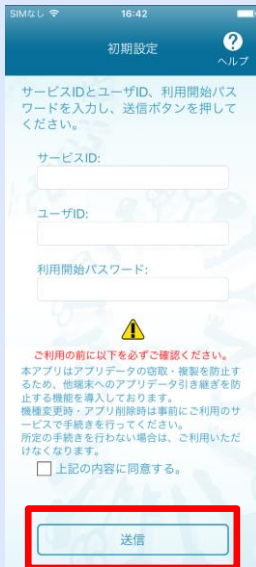 SIMなし 16:42
初期設定
?
ヘルプ
サービスIDとユーザID、利用開始パス
ワードを入力し、送信ボタンを押して
ください。
サービスID:
ユーザID:
利用開始パスワード:
ご利用の前に以下を必ずご確認ください。
本アプリはアプリデータの窃取・複製を防止す
るため、他端末へのアプリデータ引き継ぎを防
止する機能を導入しております。
機種変更時・アプリ削除時は事前にご利用のサ
ービスで手続きを行ってください。
所定の手続きを行わない場合は、ご利用いただ
けなくなります。
上記の内容に同意する。
送信